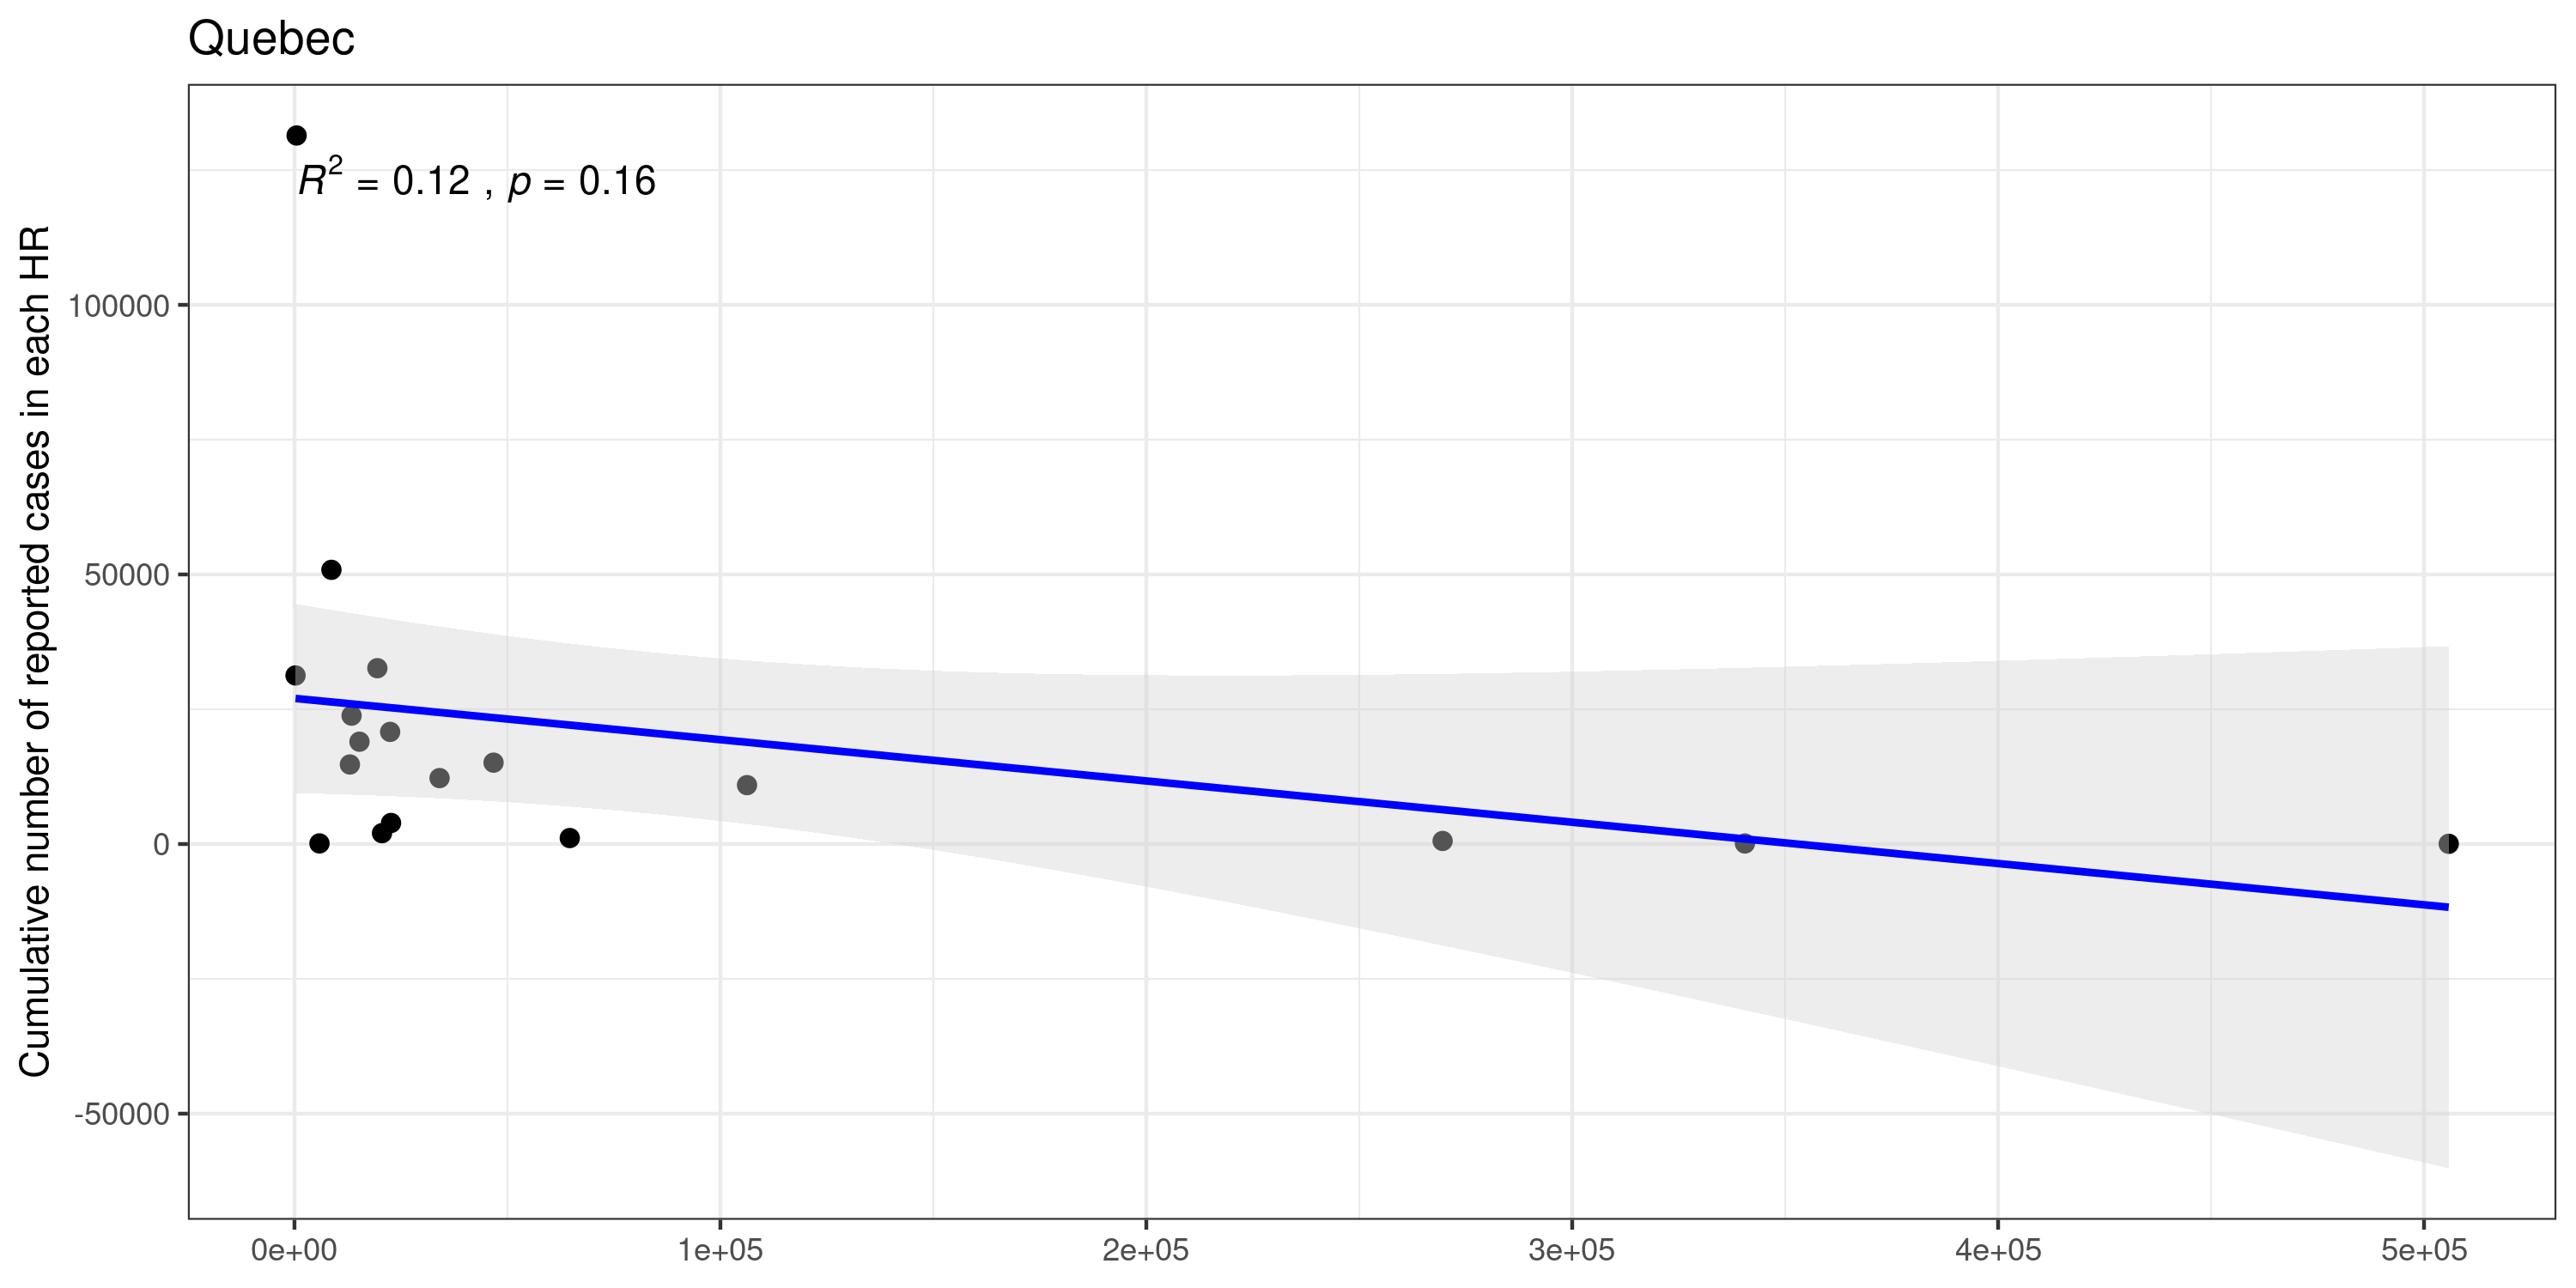 Quebec
R2 = 0.12 , p = 0.16
Cumulative number of reported cases in each HR
100000
50000
0
-50000
0e+00 1e+05 2e+05 3e+05 4e+05 5e+05